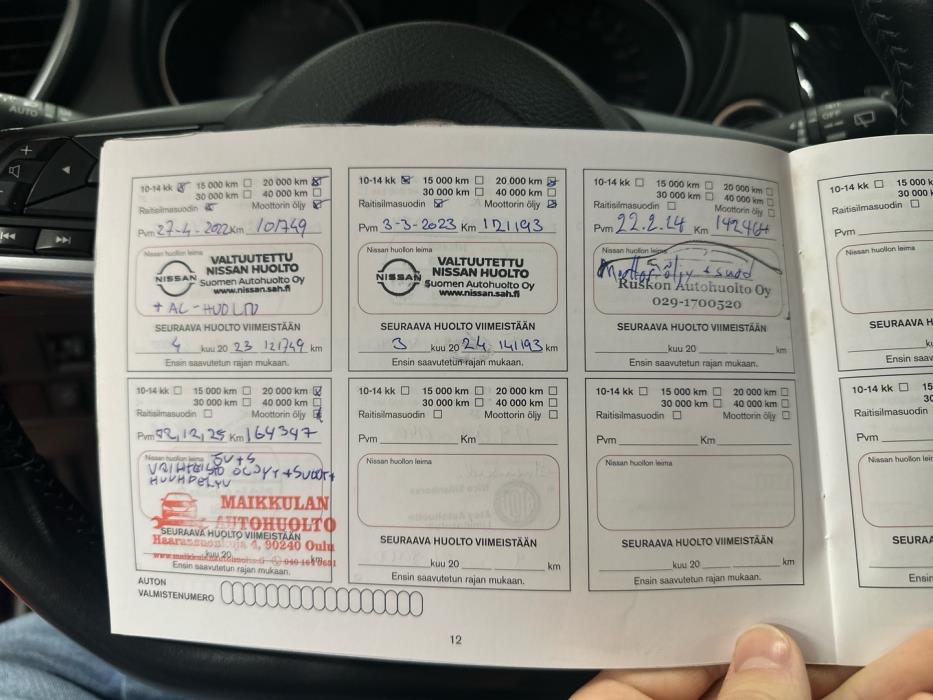 10-14 kk 15 000 km 20 000 km
30 000 km 40 000 km
Raitisilmasuodin Moottorin öljy
Pvm 27-4-2022 Km 101749
Nissan huollon leima
NISSAN
VALTUUTETTU
NISSAN HUOLTO
Suomen Autohuolto Oy
www.nissan.sah.fi
+ AC-HUOLTO
SEURAAVA HUOLTO VIIMEISTÄÄN
4 kuu 20 23 121749 km
Ensin saavutetun rajan mukaan.
10-14 kk 15 000 km 20 000 km
30 000 km 40 000 km
Raitisilmasuodin Moottorin öljy
Pvm 3-3-2023 Km 121193
Nissan huollon leima
NISSAN
VALTUUTETTU
NISSAN HUOLTO
Suomen Autohuolto Oy
www.nissan.sah.fi
SEURAAVA HUOLTO VIIMEISTÄÄN
3 kuu 20 24 141193 km
Ensin saavutetun rajan mukaan.
10-14 kk 15 000 km 20 000 km
30 000 km 40 000 km
Raitisilmasuodin Moottorin öljy
Pvm 22.2.24 Km
Nissan huollon leima
Moottoriöljy + suod
Ruskon Autohuolto Oy
029-1700520
SEURAAVA HUOLTO VIIMEISTÄÄN
kuu 20 km
Ensin saavutetun rajan mukaan.
10-14 kk 15 000 km 20 000 km
30 000 km 40 000 km
Raitisilmasuodin Moottorin öljy
Pvm 02,12,25 Km 164347
Nissan huollon leima
MAIKKULAN
AUTOHUOLTO
SEURAAVA HUOLTO VIIMEISTÄÄN
Haarassuonkuja 4, 90240 Oulu
kuu 20 km
Ensin saavutetun rajan mukaan.
10-14 kk 15 000 km 20 000 km
30 000 km 40 000 km
Raitisilmasuodin Moottorin öljy
Pvm Km
Nissan huollon leima
SEURAAVA HUOLTO VIIMEISTÄÄN
kuu 20 km
Ensin saavutetun rajan mukaan.
10-14 kk 15 000 km 20 000 km
30 000 km 40 000 km
Raitisilmasuodin Moottorin öljy
Pvm Km
Nissan huollon leima
SEURAAVA HUOLTO VIIMEISTÄÄN
kuu 20 km
Ensin saavutetun rajan mukaan.
AUTON
VALMISTENUMERO
12
10-14 kk 15 000 k
Raitisilmasuodin
Pvm
Nissan huollon leima
SEURAAVA H
Ensin s
10-14 kk 15
Raitisilmasuodin
Pvm
Nissan huollon leim
SEURAA
Ensin
AUTO
OFF